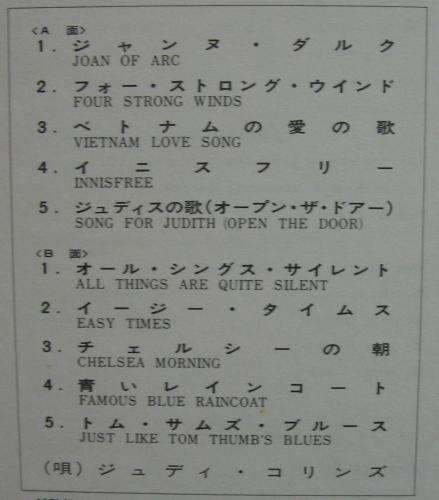 〈A 面〉
1. ジャンヌ・ダルク
JOAN OF ARC
2. フォー・ストロング・ウインド
FOUR STRONG WINDS
3. ベトナムの愛の歌
VIETNAM LOVE SONG
4. イニスフリー
INNISFREE
5. ジュディスの歌(オープン・ザ・ドアー)
SONG FOR JUDITH (OPEN THE DOOR)
〈B 面〉
1. オール・シングス・サイレント
ALL THINGS ARE QUITE SILENT
2. イージー・タイムス
EASY TIMES
3. チェルシーの朝
CHELSEA MORNING
4. 青いレインコート
FAMOUS BLUE RAINCOAT
5. トム・サムズ・ブルース
JUST LIKE TOM THUMB'S BLUES
(唄)ジュディ・コリンズ